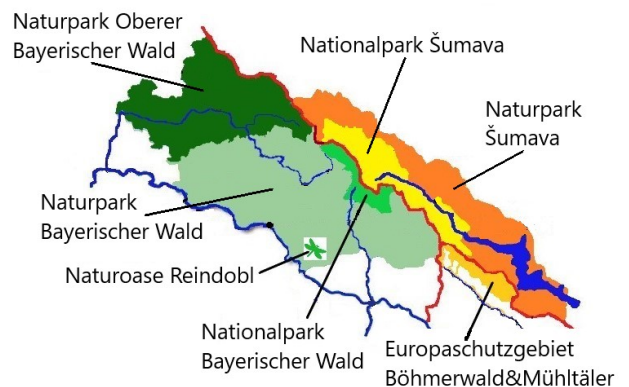 Naturpark Oberer
Bayerischer Wald
Nationalpark Šumava
Naturpark
Šumava
Naturpark
Bayerischer Wald
Naturoase Reindobl
Nationalpark
Bayerischer Wald
Europaschutzgebiet
Böhmerwald&Mühltäler